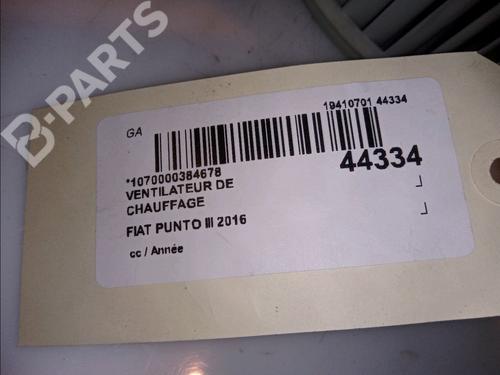 B-PARTS
GA
19410701 44334
*1070000384678
44334
VENTILATEUR DE
CHAUFFAGE
FIAT PUNTO III 2016
cc / Année